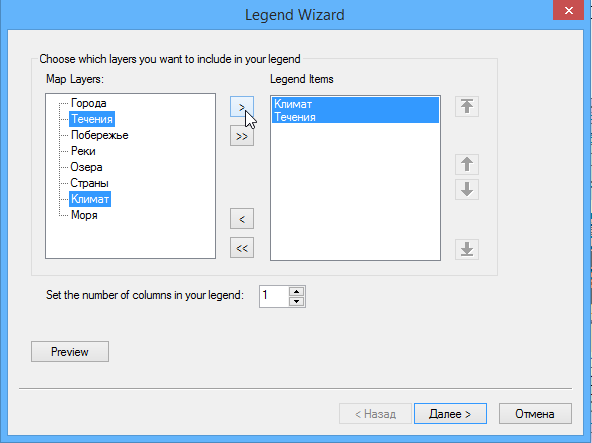 Legend Wizard
Choose which layers you want to include in your legend
Map Layers:
Legend Items
Города
Течения
Побережье
Реки
Озера
Страны
Климат
Моря
>
>>
<
<<
Климат
Течения
Set the number of columns in your legend:
1
Preview
< Назад
Далее >
Отмена